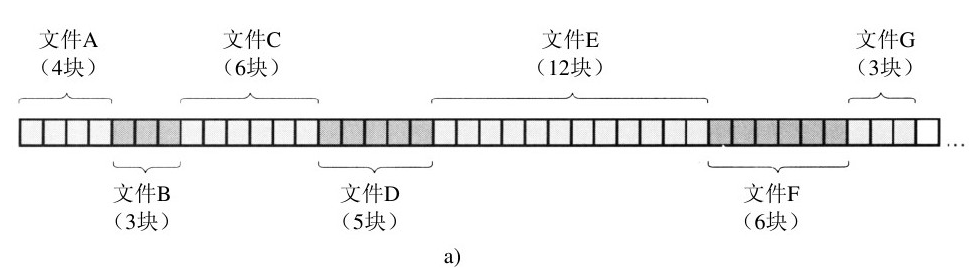 文件A
（4块）
文件C
（6块）
文件E
（12块）
文件G
（3块）
...
文件B
（3块）
文件D
（5块）
文件F
（6块）
a)